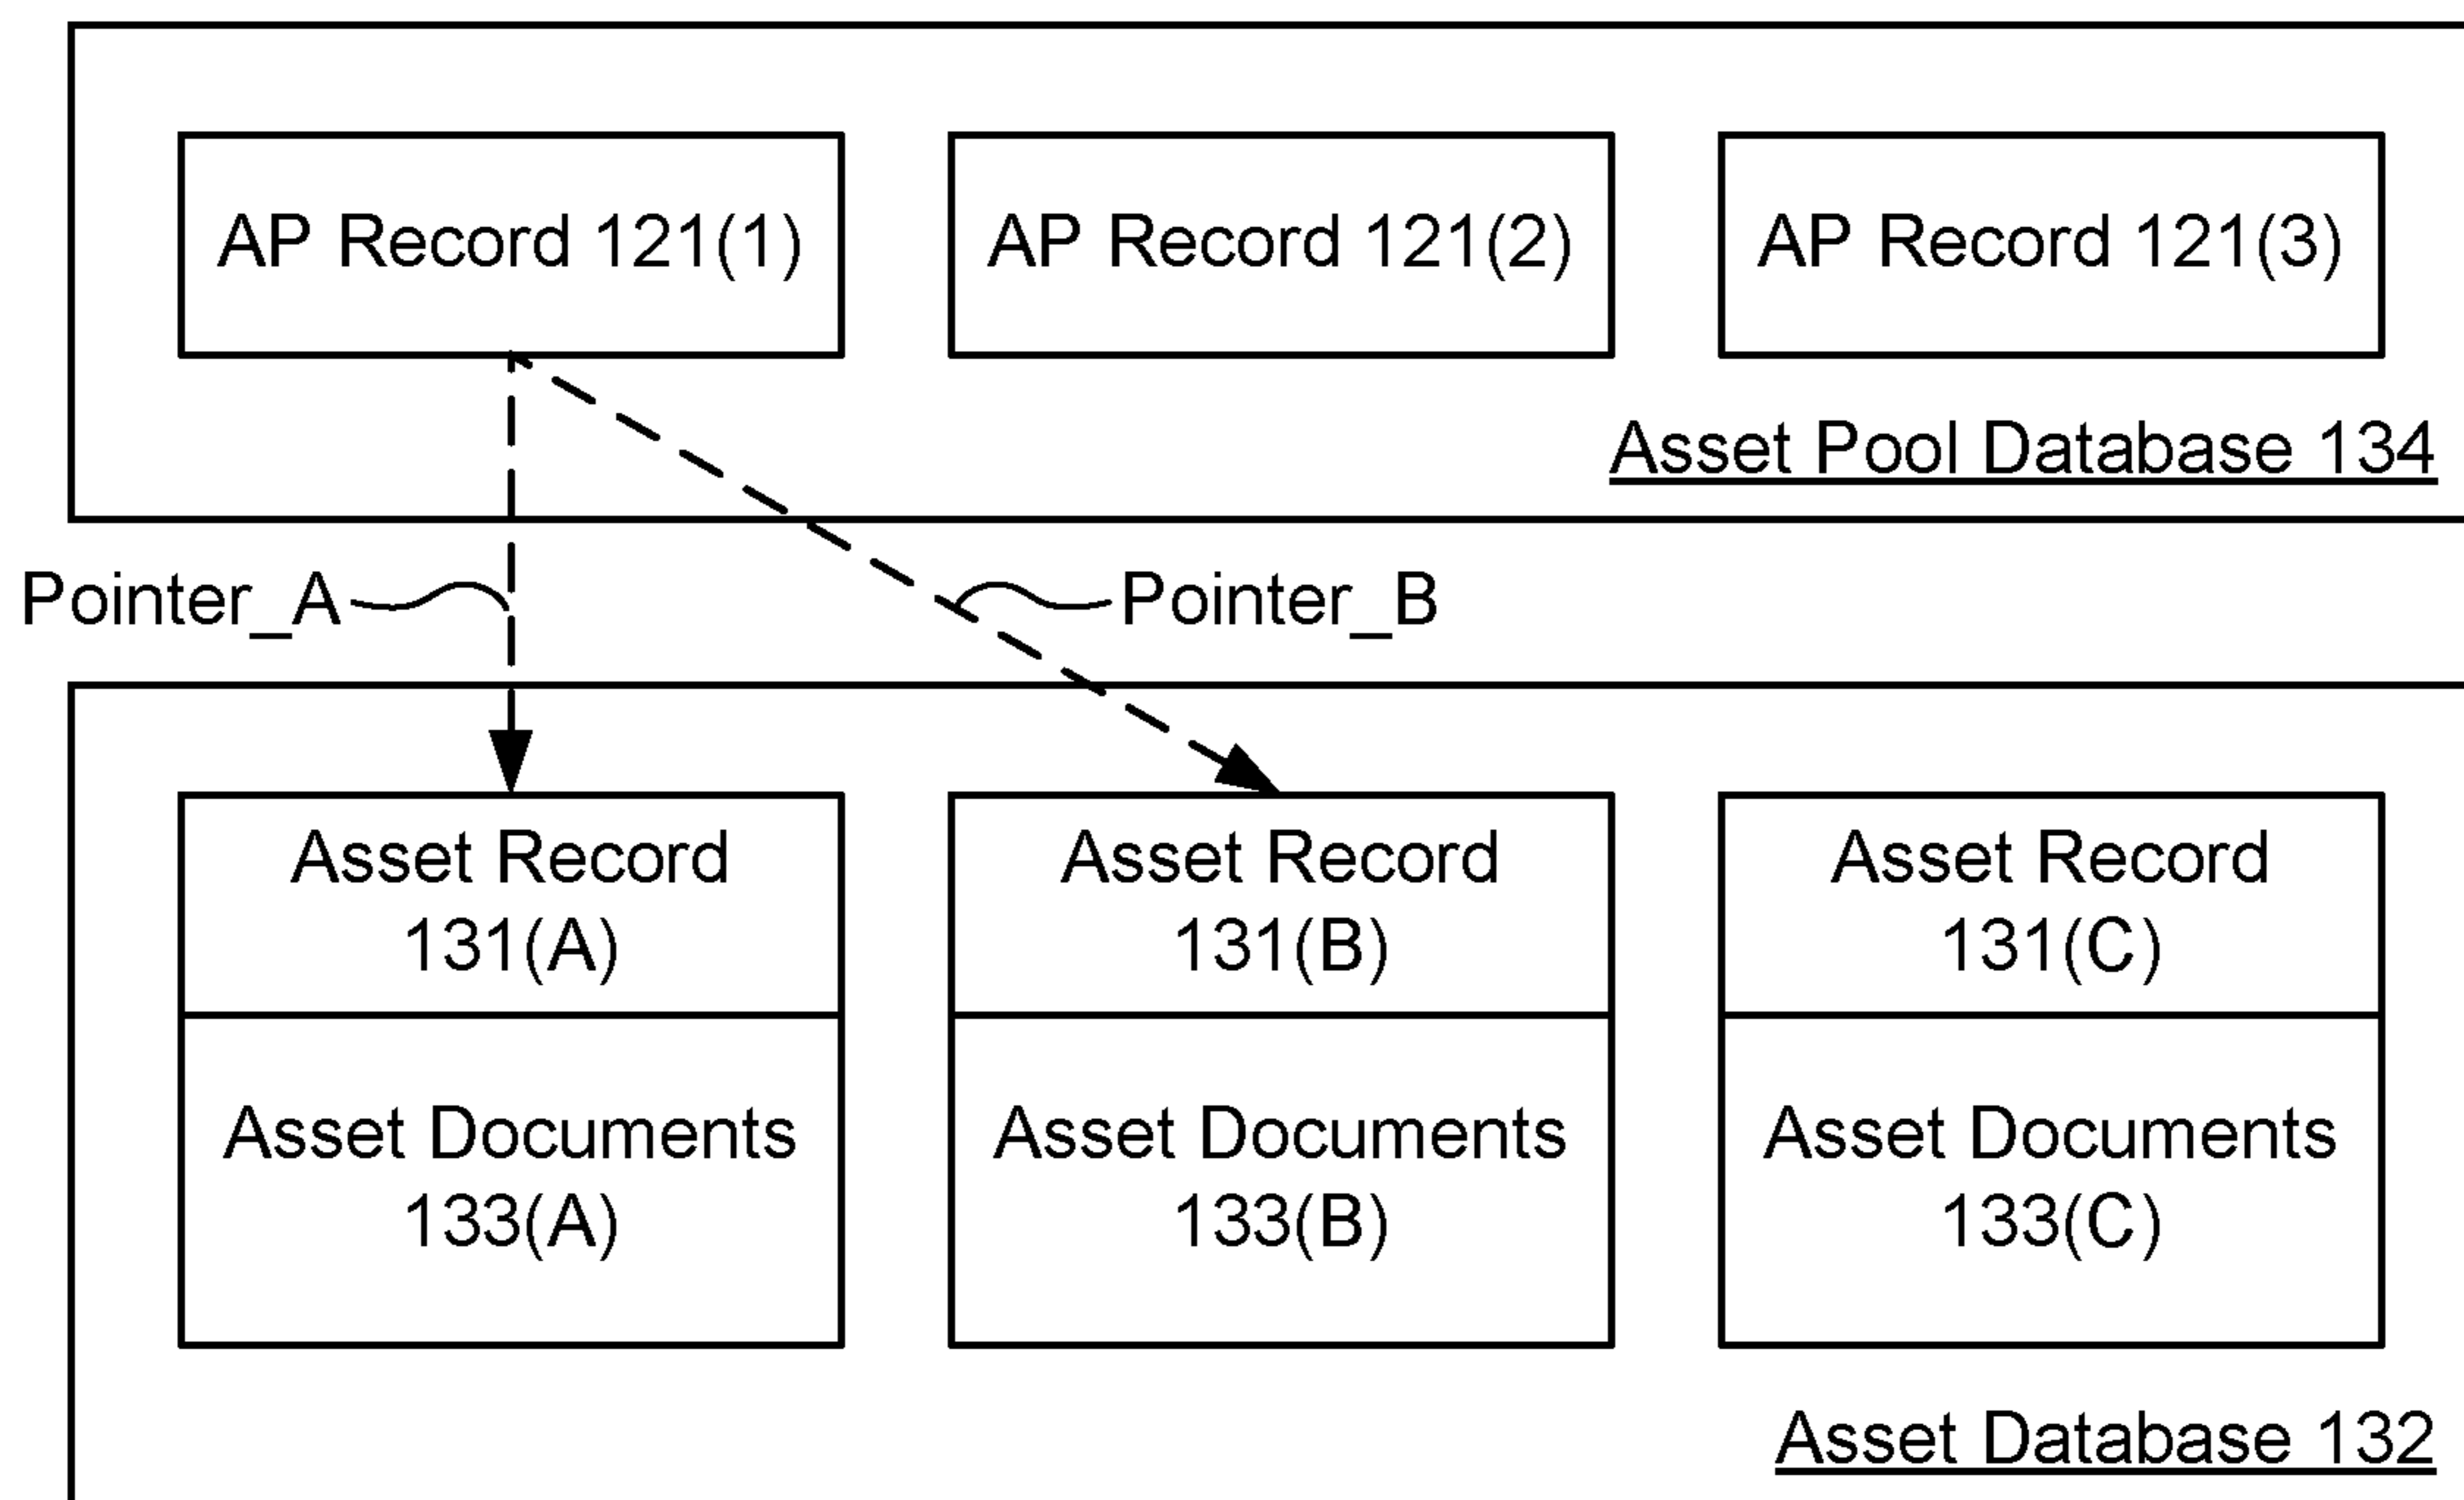 AP Record 121(1)
AP Record 121(2)
AP Record 121(3)
Asset Pool Database 134
Pointer_A
Pointer_B
Asset Record
131(A)
Asset Documents
133(A)
Asset Record
131(B)
Asset Documents
133(B)
Asset Record
131(C)
Asset Documents
133(C)
Asset Database 132